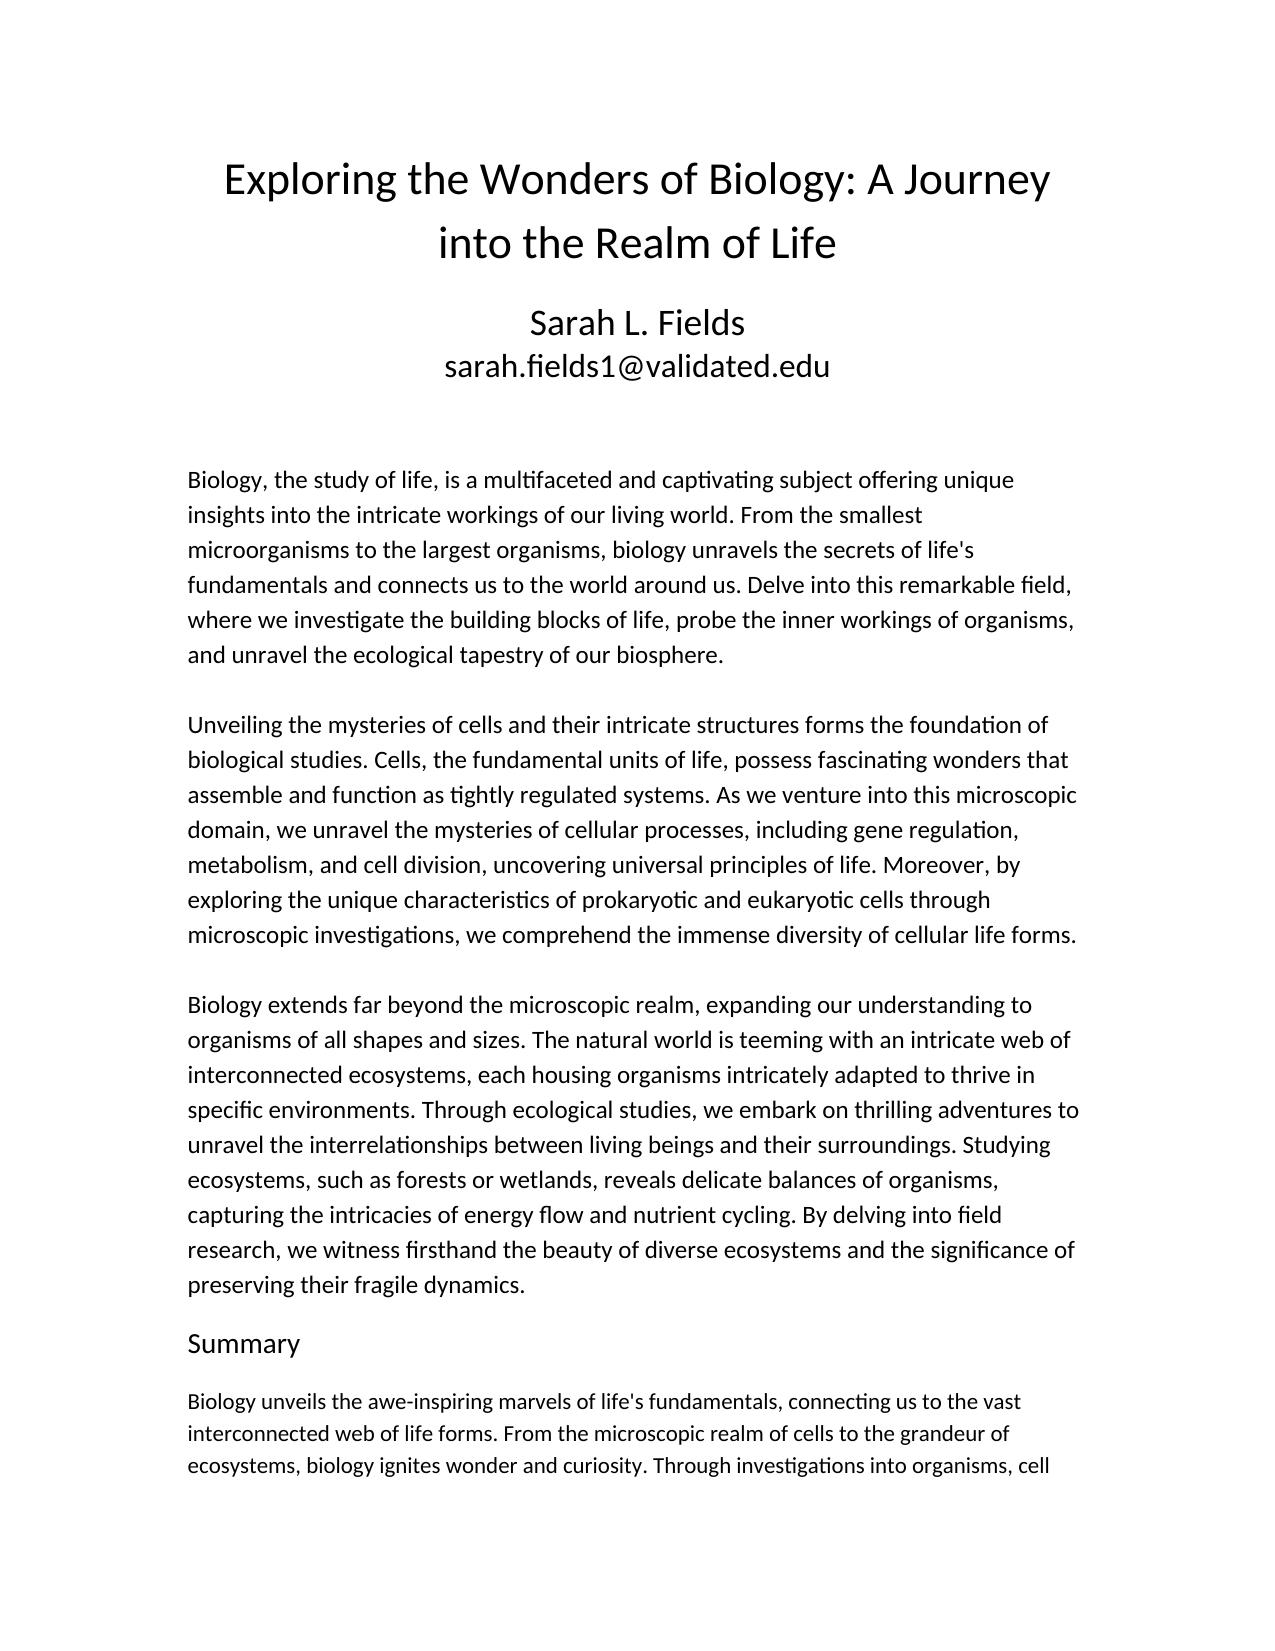 Exploring the Wonders of Biology: A Journey
into the Realm of Life
Sarah L. Fields
sarah.fields1@validated.edu
Biology, the study of life, is a multifaceted and captivating subject offering unique
insights into the intricate workings of our living world. From the smallest
microorganisms to the largest organisms, biology unravels the secrets of life's
fundamentals and connects us to the world around us. Delve into this remarkable field,
where we investigate the building blocks of life, probe the inner workings of organisms,
and unravel the ecological tapestry of our biosphere.
Unveiling the mysteries of cells and their intricate structures forms the foundation of
biological studies. Cells, the fundamental units of life, possess fascinating wonders that
assemble and function as tightly regulated systems. As we venture into this microscopic
domain, we unravel the mysteries of cellular processes, including gene regulation,
metabolism, and cell division, uncovering universal principles of life. Moreover, by
exploring the unique characteristics of prokaryotic and eukaryotic cells through
microscopic investigations, we comprehend the immense diversity of cellular life forms.
Biology extends far beyond the microscopic realm, expanding our understanding to
organisms of all shapes and sizes. The natural world is teeming with an intricate web of
interconnected ecosystems, each housing organisms intricately adapted to thrive in
specific environments. Through ecological studies, we embark on thrilling adventures to
unravel the interrelationships between living beings and their surroundings. Studying
ecosystems, such as forests or wetlands, reveals delicate balances of organisms,
capturing the intricacies of energy flow and nutrient cycling. By delving into field
research, we witness firsthand the beauty of diverse ecosystems and the significance of
preserving their fragile dynamics.
Summary
Biology unveils the awe-inspiring marvels of life's fundamentals, connecting us to the vast
interconnected web of life forms. From the microscopic realm of cells to the grandeur of
ecosystems, biology ignites wonder and curiosity. Through investigations into organisms, cell